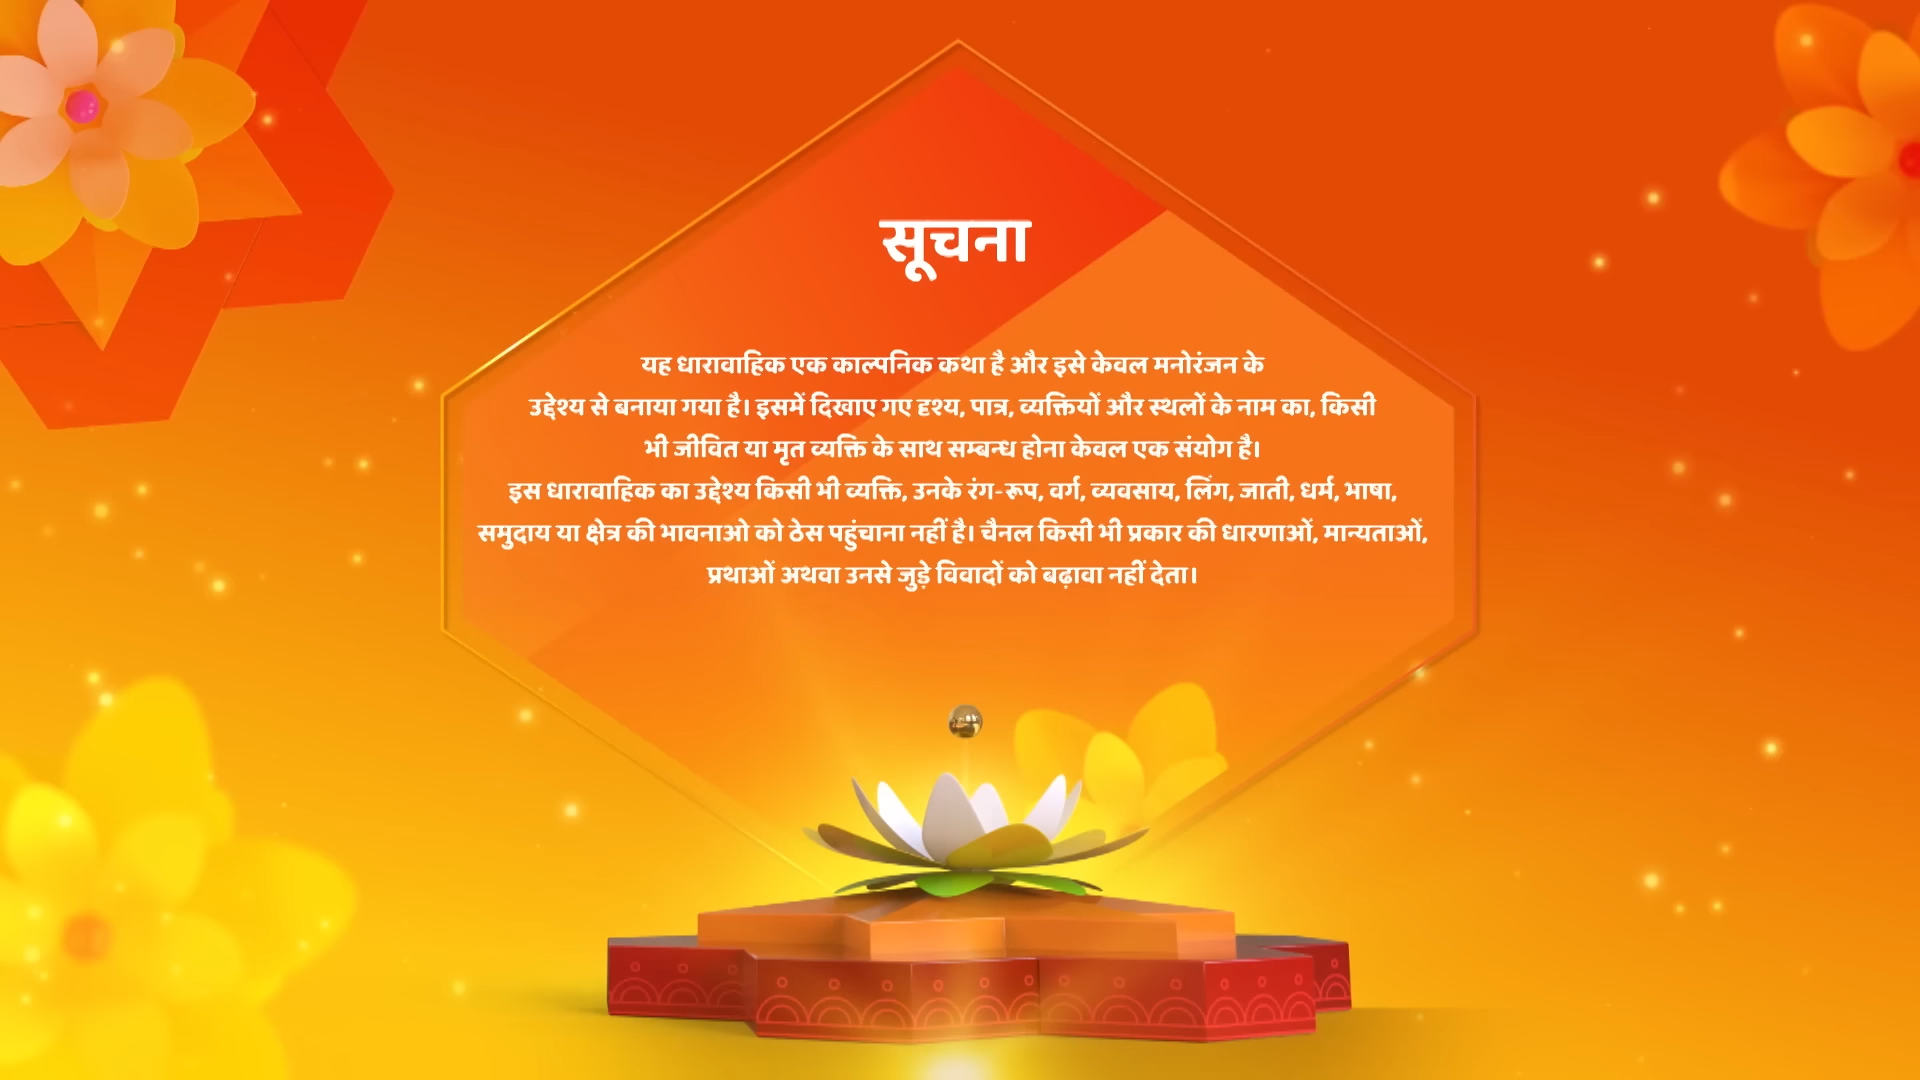 सूचना
यह धारावाहिक एक काल्पनिक कथा है और इसे केवल मनोरंजन के
उद्देश्य से बनाया गया है। इसमें दिखाए गए दृश्य, पात्र, व्यक्तियों और स्थलों के नाम का, किसी
भी जीवित या मृत व्यक्ति के साथ सम्बन्ध होना केवल एक संयोग है।
इस धारावाहिक का उद्देश्य किसी भी व्यक्ति, उनके रंग-रूप, वर्ग, व्यवसाय, लिंग, जाती, धर्म, भाषा,
समुदाय या क्षेत्र की भावनाओ को ठेस पहुंचाना नहीं है। चैनल किसी भी प्रकार की धारणाओं, मान्यताओं,
प्रथाओं अथवा उनसे जुड़े विवादों को बढ़ावा नहीं देता।